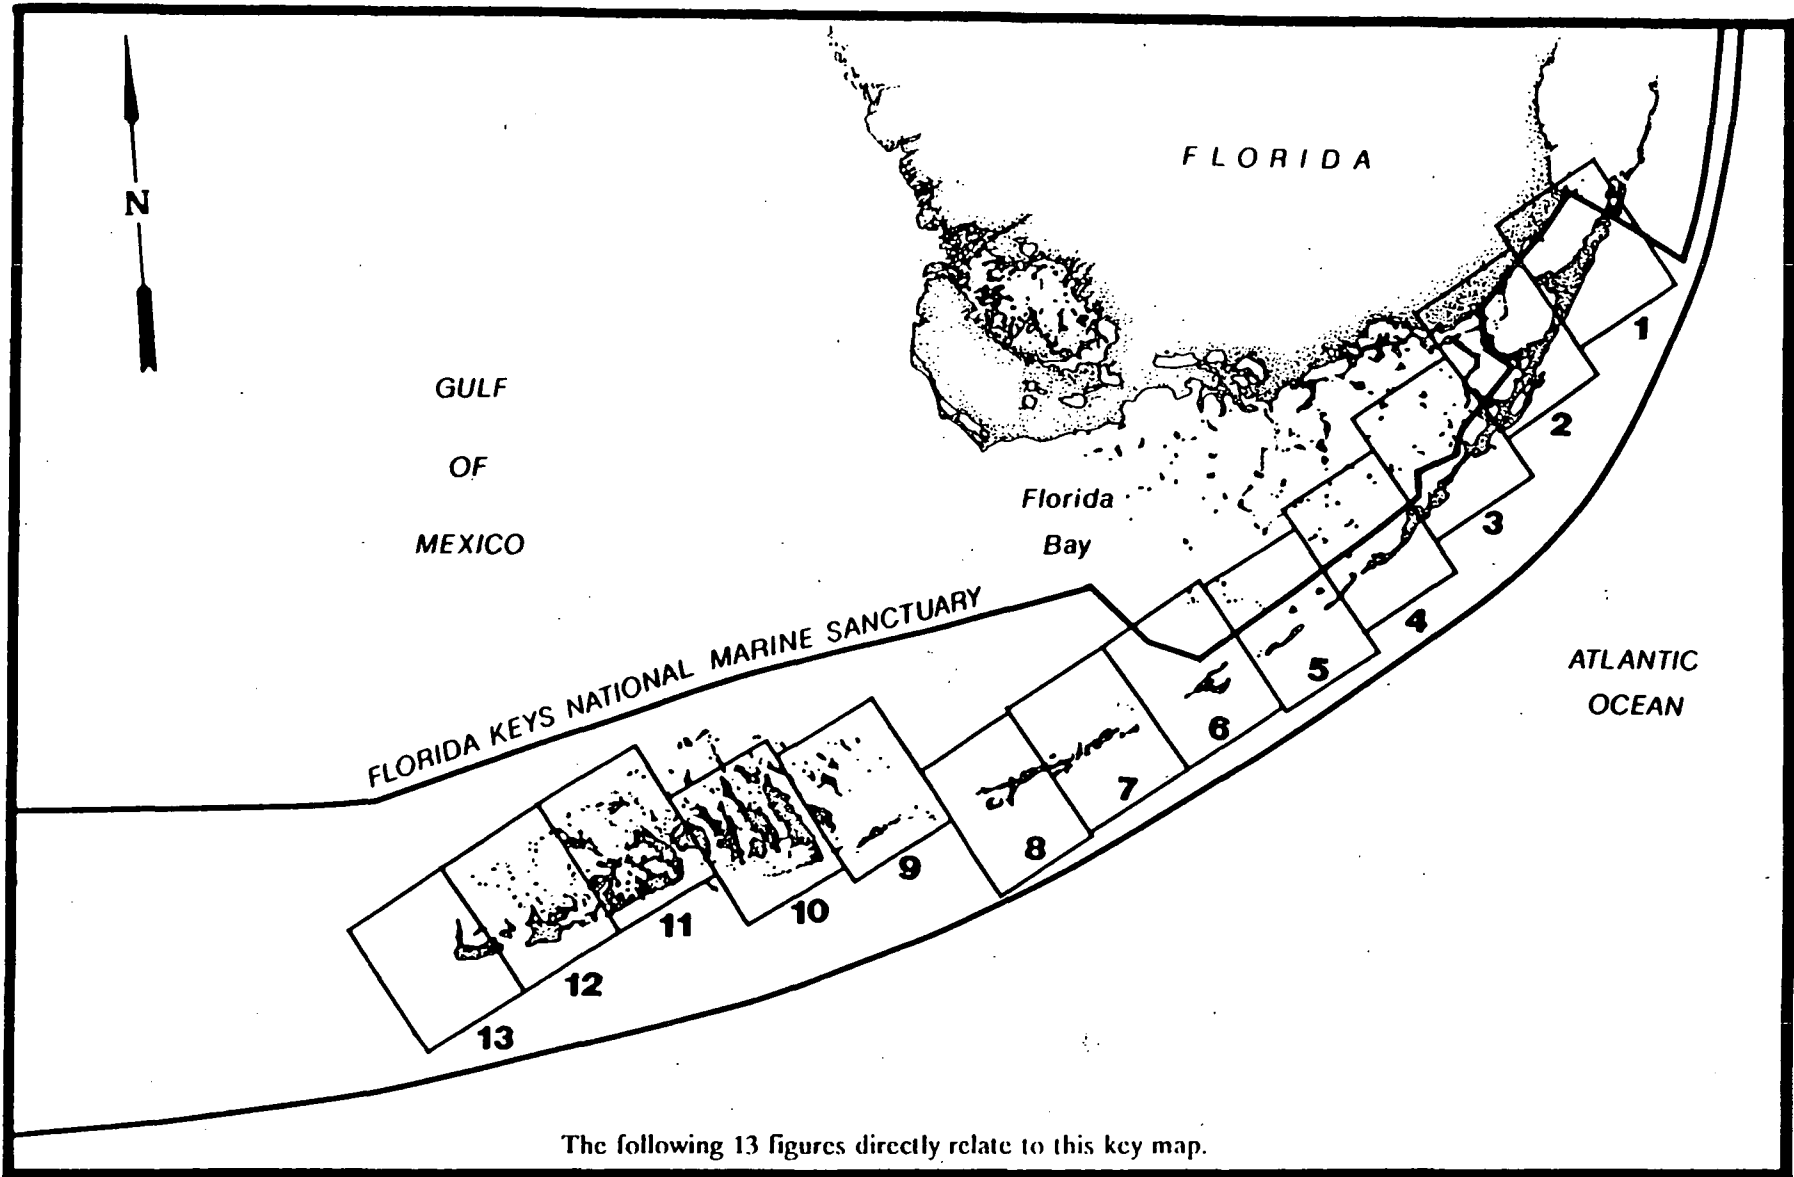 FLORIDA
N
GULF
OF
MEXICO
Florida
Bay
FLORIDA KEYS NATIONAL MARINE SANCTUARY
ATLANTIC
OCEAN
1
2
3
4
5
6
7
8
9
10
11
12
13
The following 13 figures directly relate to this key map.